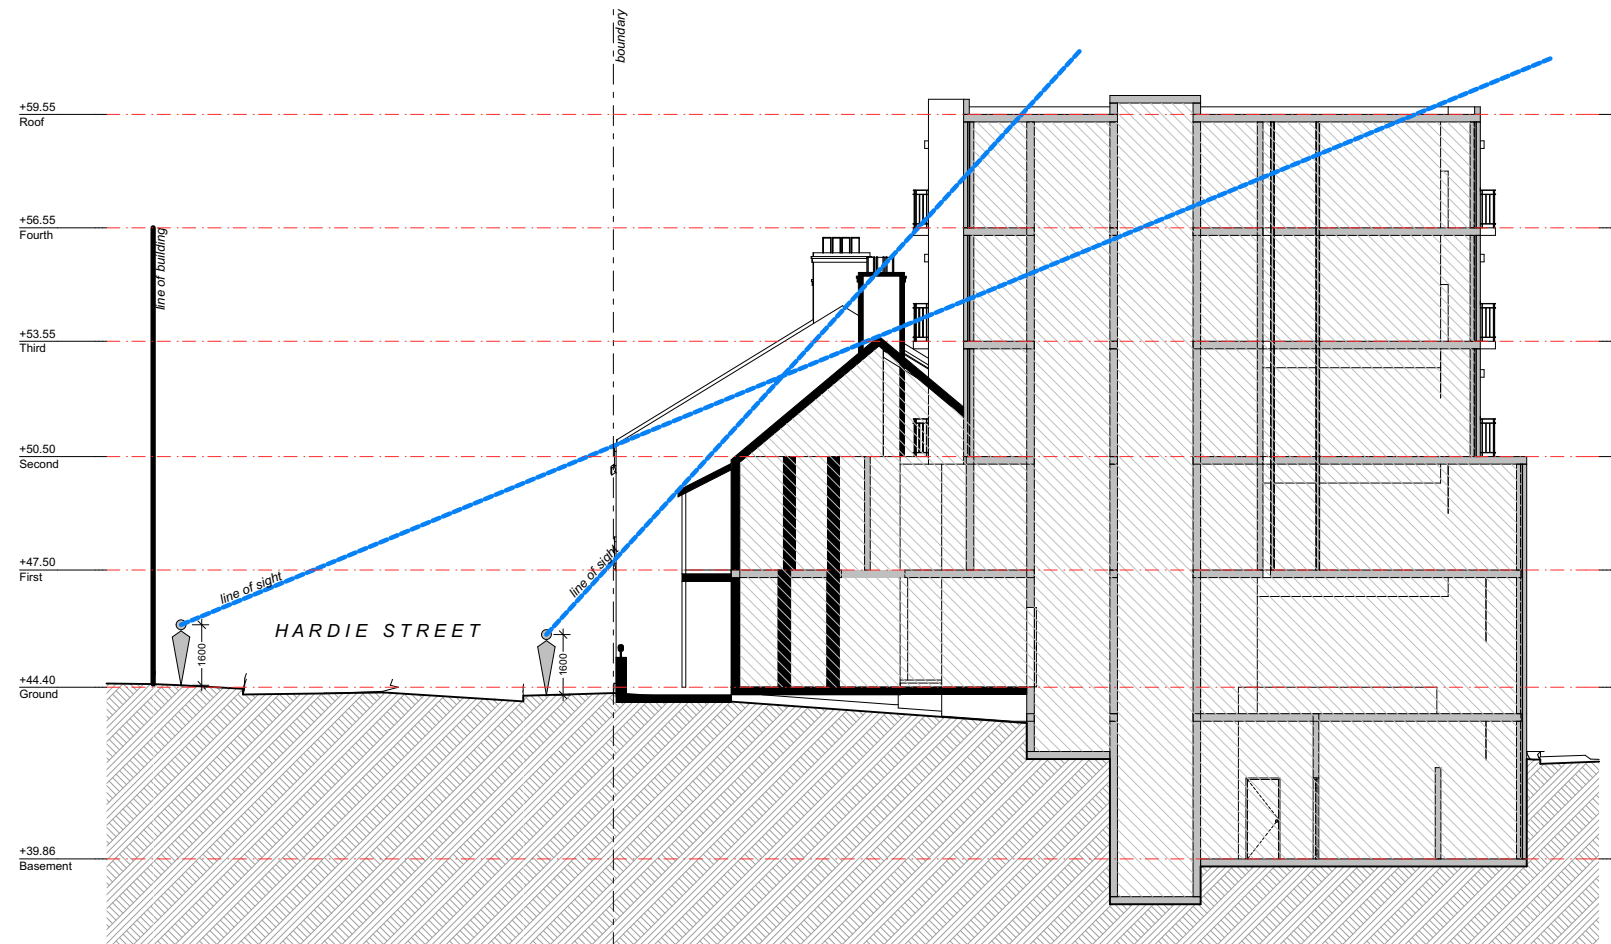 boundary
+59.55
Roof
+56.55
Fourth
line of building
+53.55
Third
+50.50
Second
+47.50
First
line of sight
line of sight
HARDIE STREET
1600
1600
+44.40
Ground
+39.86
Basement